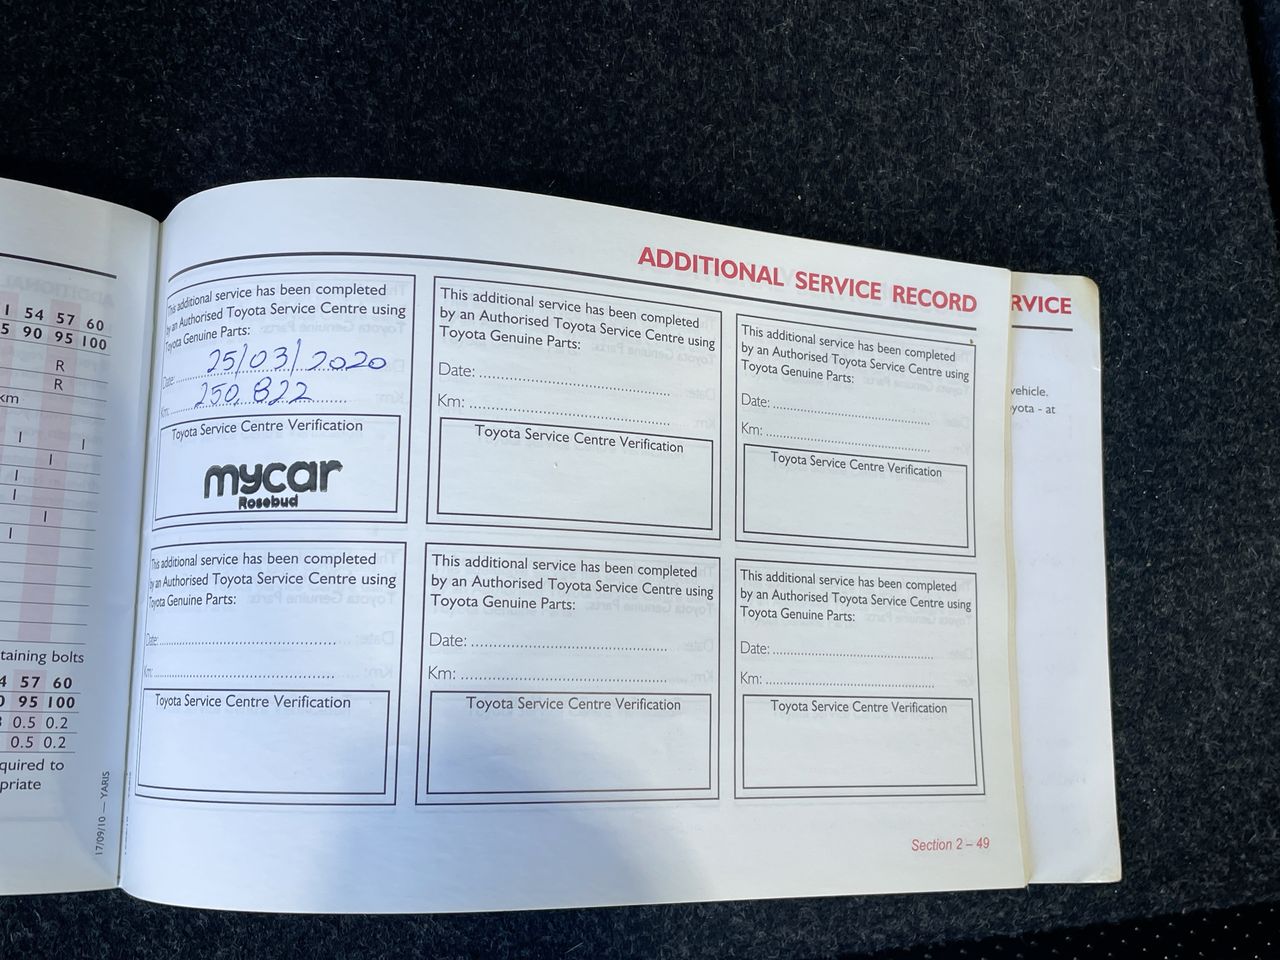 1 54 57 60
5 90 95 100
R
R
km
I I
I
I
I
I
I
taining bolts
4 57 60
0 95 100
0.5 0.2
0.5 0.2
quired to
priate
17/09/10 — YARIS
ADDITIONAL SERVICE RECORD
This additional service has been completed
by an Authorised Toyota Service Centre using
Toyota Genuine Parts:
Date: 25/03/2020
Km: 250,822
Toyota Service Centre Verification
mycar
Rosebud
This additional service has been completed
by an Authorised Toyota Service Centre using
Toyota Genuine Parts:
Date:
Km:
Toyota Service Centre Verification
This additional service has been completed
by an Authorised Toyota Service Centre using
Toyota Genuine Parts:
Date:
Km:
Toyota Service Centre Verification
This additional service has been completed
by an Authorised Toyota Service Centre using
Toyota Genuine Parts:
Date:
Km:
Toyota Service Centre Verification
This additional service has been completed
by an Authorised Toyota Service Centre using
Toyota Genuine Parts:
Date:
Km:
Toyota Service Centre Verification
This additional service has been completed
by an Authorised Toyota Service Centre using
Toyota Genuine Parts:
Date:
Km:
Toyota Service Centre Verification
Section 2 – 49
RVICE
vehicle.
yota - at